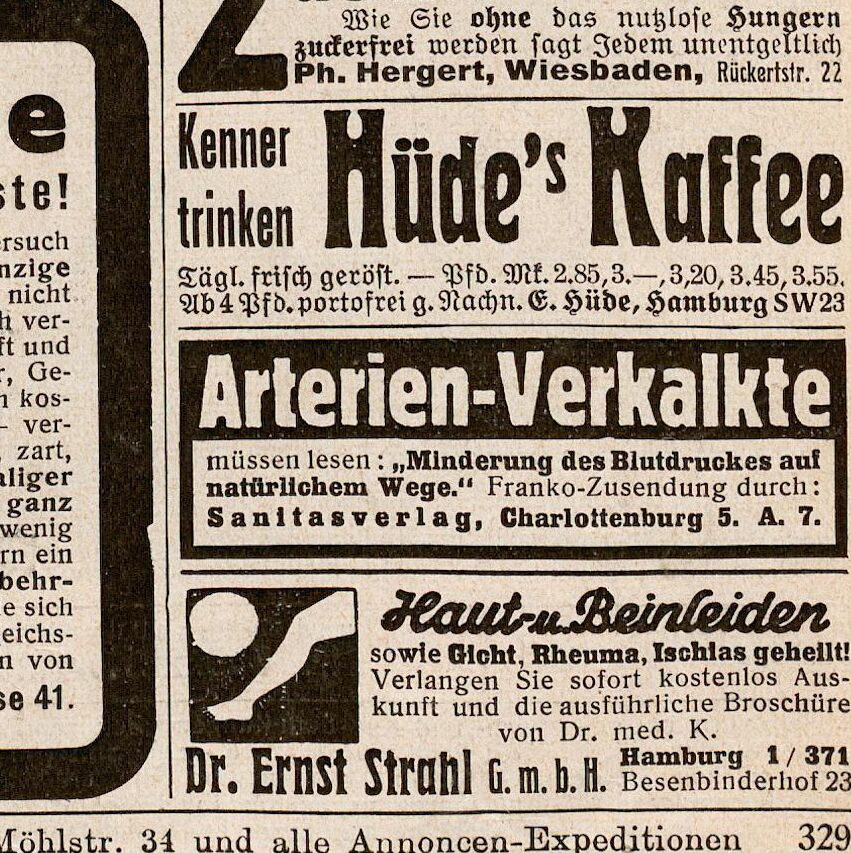 e
ste!
ersuch
nzige
nicht
ver-
ft und
r, Ge-
n kos-
– ver-
zart,
aliger
ganz
wenig
rn ein
behr-
e sich
eichs-
n von
se 41.
Wie Sie ohne das nutzlose Hungern
zuckerfrei werden sagt Jedem unentgeltlich
Ph. Hergert, Wiesbaden, Rückertstr. 22
Kenner
trinken
Hüde's Kaffee
Tägl. frisch geröst. — Pfd. Mk. 2.85, 3.—, 3,20, 3.45, 3.55.
Ab 4 Pfd. portofrei g. Nachn. E. Hüde, Hamburg SW23
Arterien-Verkalkte
müssen lesen: „Minderung des Blutdruckes auf
natürlichem Wege.“ Franko-Zusendung durch:
Sanitasverlag, Charlottenburg 5. A. 7.
Haut-u. Beinleiden
sowie Gicht, Rheuma, Ischias geheilt!
Verlangen Sie sofort kostenlos Aus-
kunft und die ausführliche Broschüre
von Dr. med. K.
Dr. Ernst Strahl G. m. b. H.
Hamburg 1 / 371
Besenbinderhof 23
Möhlstr. 34 und alle Annoncen-Expeditionen 329